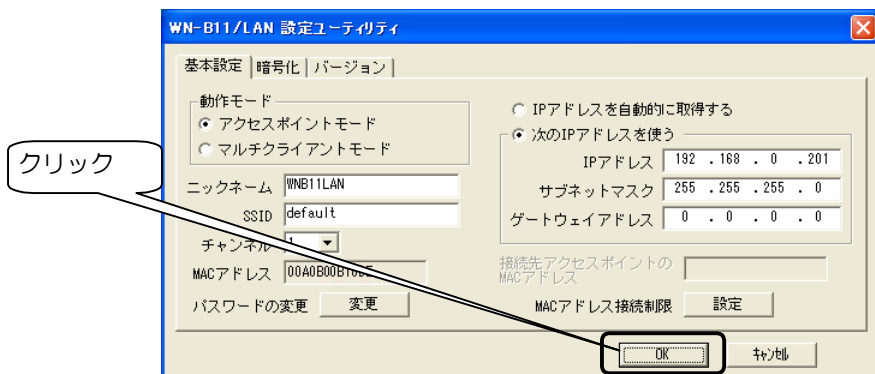 WN-B11/LAN 設定ユーティリティ
基本設定 暗号化 バージョン
動作モード
アクセスポイントモード
マルチクライアントモード
ニックネーム WNB11LAN
SSID default
チャンネル 1
MACアドレス
パスワードの変更 変更
IPアドレスを自動的に取得する
次のIPアドレスを使う
IPアドレス 192 . 168 . 0 . 201
サブネットマスク 255 . 255 . 255 . 0
ゲートウェイアドレス 0 . 0 . 0 . 0
接続先アクセスポイントの
MACアドレス
MACアドレス接続制限 設定
OK キャンセル
クリック